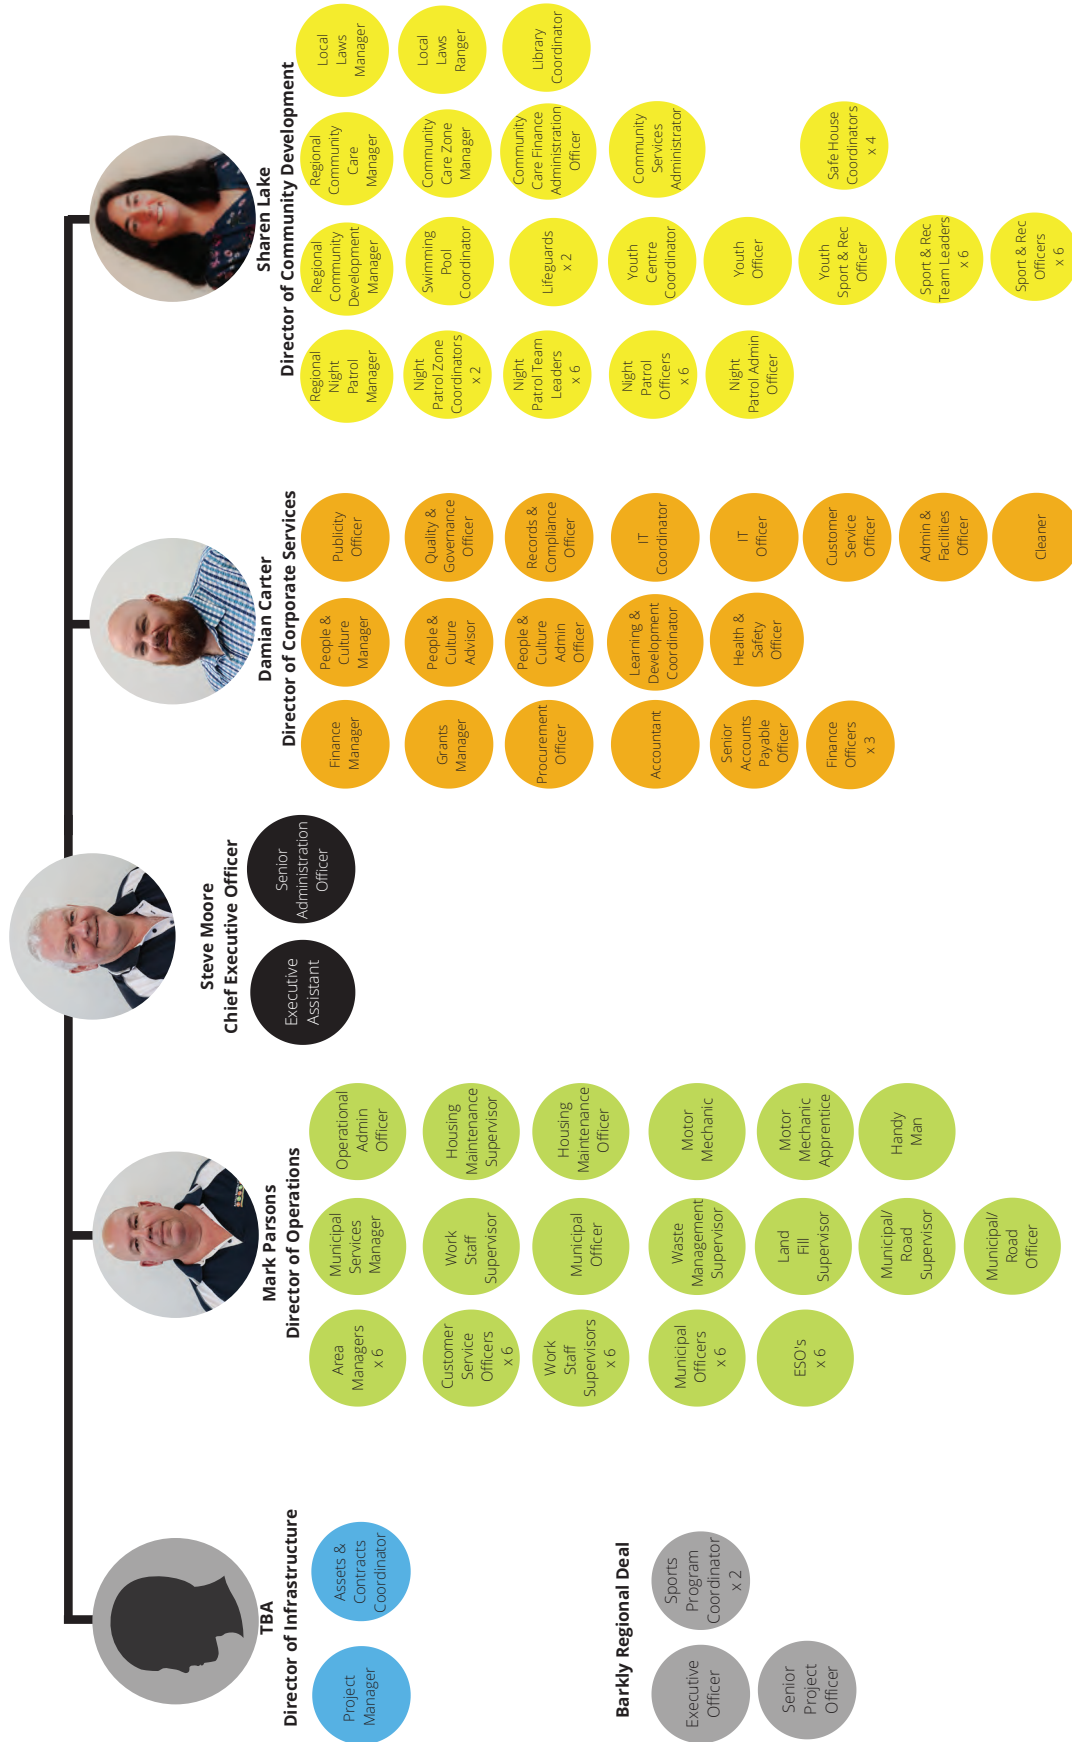 Steve Moore
Chief Executive Officer
Executive
Assistant
Senior
Administration
Officer
TBA
Director of Infrastructure
Project
Manager
Assets &
Contracts
Coordinator
Barkly Regional Deal
Executive
Officer
Sports
Program
Coordinator
x 2
Senior
Project
Officer
Mark Parsons
Director of Operations
Area
Managers
x 6
Customer
Service
Officers
x 6
Work
Staff
Supervisors
x 6
Municipal
Officers
x 6
ESO's
x 6
Municipal
Services
Manager
Work
Staff
Supervisor
Municipal
Officer
Waste
Management
Supervisor
Land
Fill
Supervisor
Municipal/
Road
Supervisor
Municipal/
Road
Officer
Operational
Admin
Officer
Housing
Maintenance
Supervisor
Housing
Maintenance
Officer
Motor
Mechanic
Motor
Mechanic
Apprentice
Handy
Man
Damian Carter
Director of Corporate Services
Finance
Manager
Grants
Manager
Procurement
Officer
Accountant
Senior
Accounts
Payable
Officer
Finance
Officers
x 3
People &
Culture
Manager
People &
Culture
Advisor
People &
Culture
Admin
Officer
Learning &
Development
Coordinator
Health &
Safety
Officer
Publicity
Officer
Quality &
Governance
Officer
Records &
Compliance
Officer
IT
Coordinator
IT
Officer
Customer
Service
Officer
Admin &
Facilities
Officer
Cleaner
Sharen Lake
Director of Community Development
Regional
Night
Patrol
Manager
Night
Patrol Zone
Coordinators
x 2
Night
Patrol Team
Leaders
x 6
Night
Patrol
Officers
x 6
Night
Patrol Admin
Officer
Regional
Community
Development
Manager
Swimming
Pool
Coordinator
Lifeguards
x 2
Youth
Centre
Coordinator
Youth
Officer
Youth
Sport & Rec
Officer
Sport & Rec
Team Leaders
x 6
Sport & Rec
Officers
x 6
Regional
Community
Care
Manager
Community
Care Zone
Manager
Community
Care Finance
Administration
Officer
Community
Services
Administrator
Safe House
Coordinators
x 4
Local
Laws
Manager
Local
Laws
Ranger
Library
Coordinator